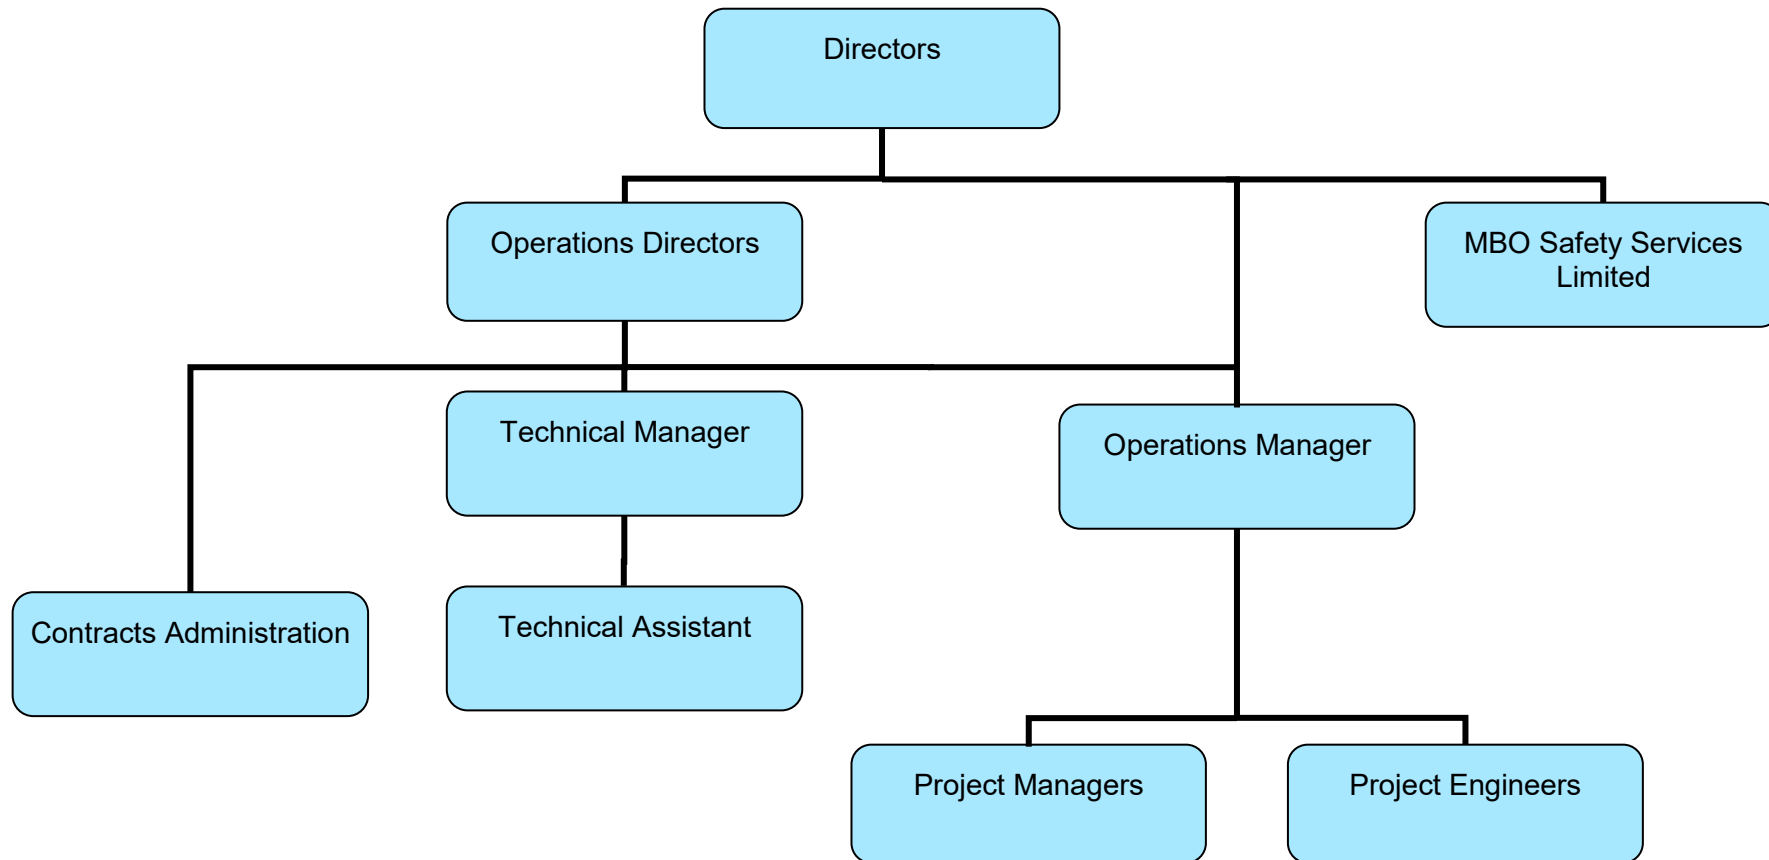 Directors
Operations Directors
MBO Safety Services
Limited
Technical Manager
Operations Manager
Contracts Administration
Technical Assistant
Project Managers
Project Engineers